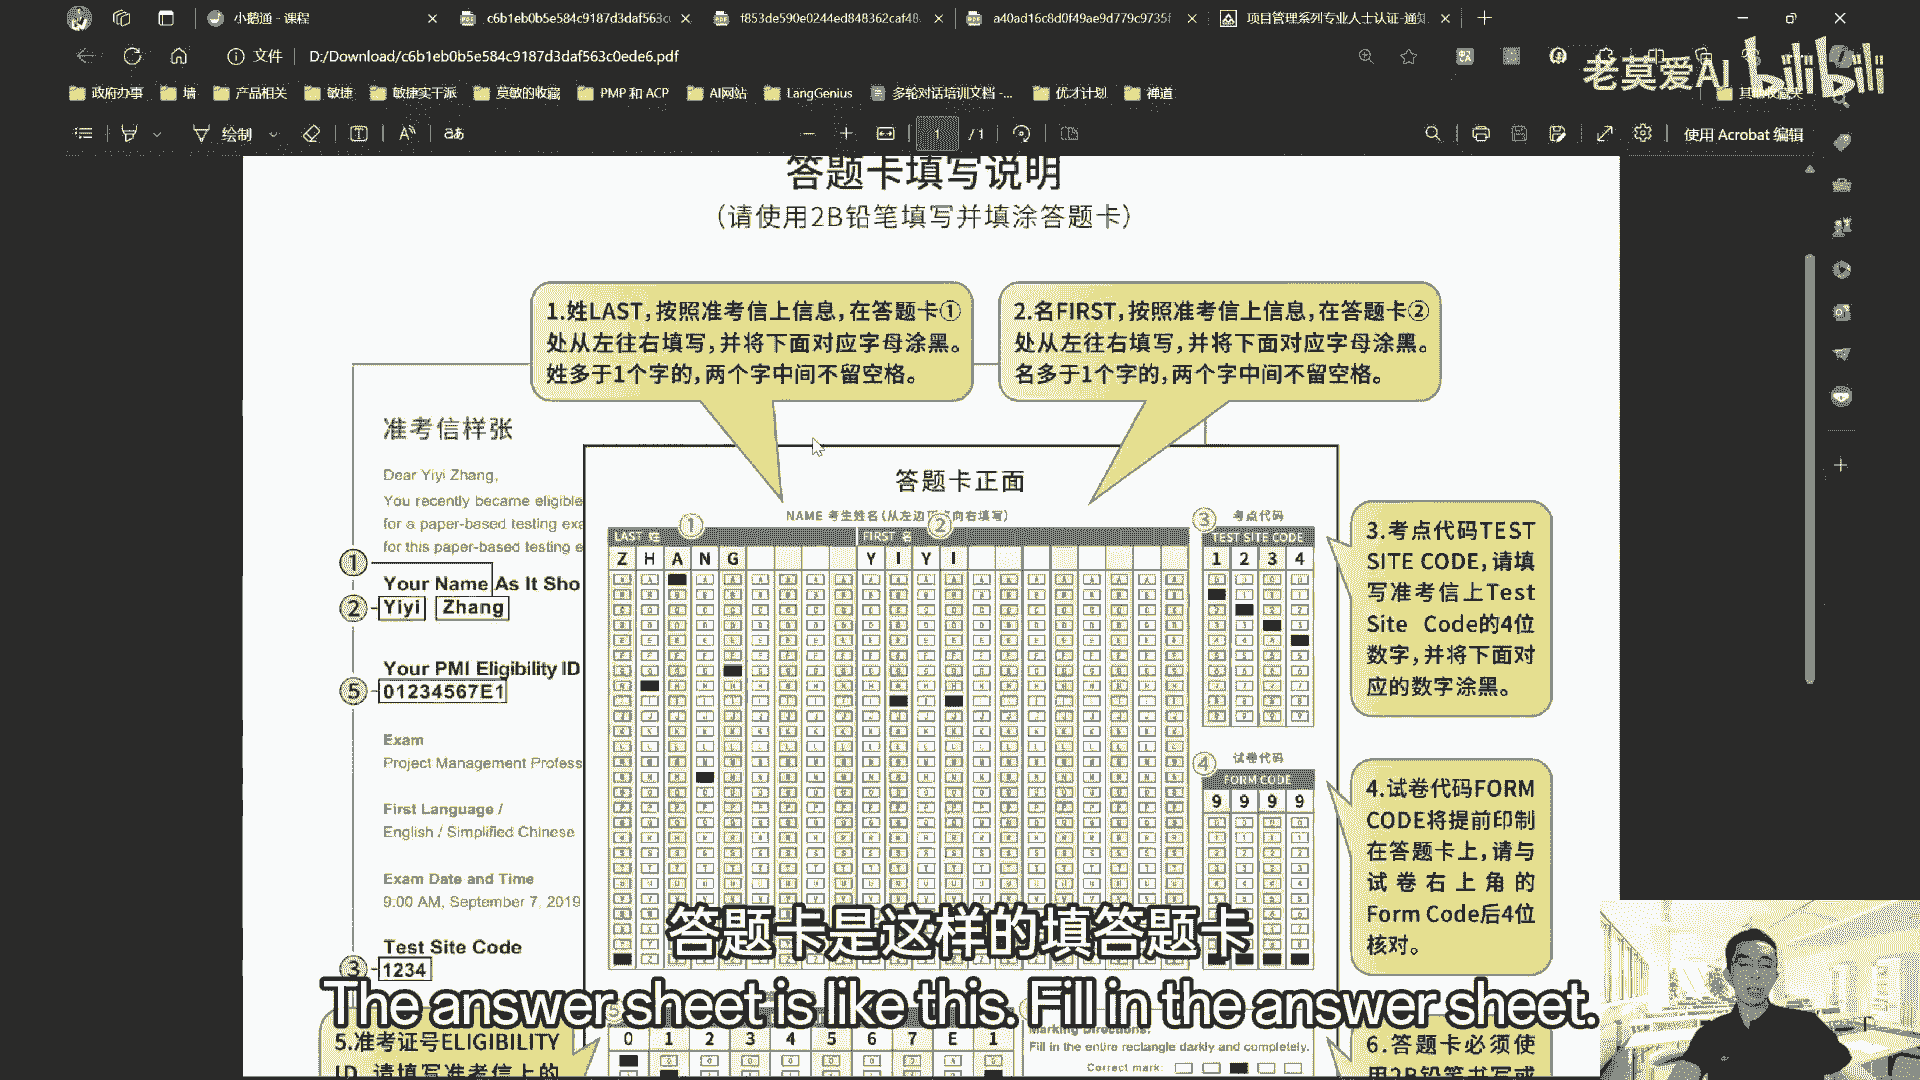 小鹅通 - 课程
c6b1eb0b5e584c9187d3daf563c
f853de590e0244ed848362caf48
a40ad16c8d0f49ae9d779c9735f
项目管理系列专业人士认证-通知
文件
D:/Download/c6b1eb0b5e584c9187d3daf563c0ede6.pdf
老莫爱AI bilibili
政府办事
墙
产品相关
敏捷
敏捷实干派
莫敏的收藏
PMP 和 ACP
AI网站
LangGenius
多轮对话培训文档 -...
优才计划
禅道
其他收藏夹
绘制
1 / 1
使用 Acrobat 编辑
答题卡填写说明
（请使用2B铅笔填写并填涂答题卡）
1.姓LAST,按照准考信上信息,在答题卡①
处从左往右填写,并将下面对应字母涂黑。
姓多于1个字的,两个字中间不留空格。
2.名FIRST,按照准考信上信息,在答题卡②
处从左往右填写,并将下面对应字母涂黑。
名多于1个字的,两个字中间不留空格。
准考信样张
Dear Yiyi Zhang,
You recently became eligible
for a paper-based testing exa
for this paper-based testing e
①
Your Name As It Sho
② Yiyi Zhang
Your PMI Eligibility ID
⑤ 01234567E1
Exam
Project Management Profess
First Language /
English / Simplified Chinese
Exam Date and Time
9:00 AM, September 7, 2019
Test Site Code
③ 1234
答题卡正面
NAME 考生姓名(从左边顶格向右填写)
LAST 姓 ① FIRST 名 ②
Z H A N G Y I Y I
③ 考点代码
TEST SITE CODE
1 2 3 4
④ 试卷代码
FORM CODE
9 9 9 9
3.考点代码TEST
SITE CODE,请填
写准考信上Test
Site Code的4位
数字,并将下面对
应的数字涂黑。
4.试卷代码FORM
CODE将提前印制
在答题卡上,请与
试卷右上角的
Form Code后4位
核对。
答题卡是这样的填答题卡
The answer sheet is like this. Fill in the answer sheet.
5.准考证号ELIGIBILITY
ID,请填写准考信上的
0 1 2 3 4 5 6 7 E 1
Marking Directions:
Fill in the entire rectangle darkly and completely.
Correct mark:
6.答题卡必须使
用2B铅笔书写或